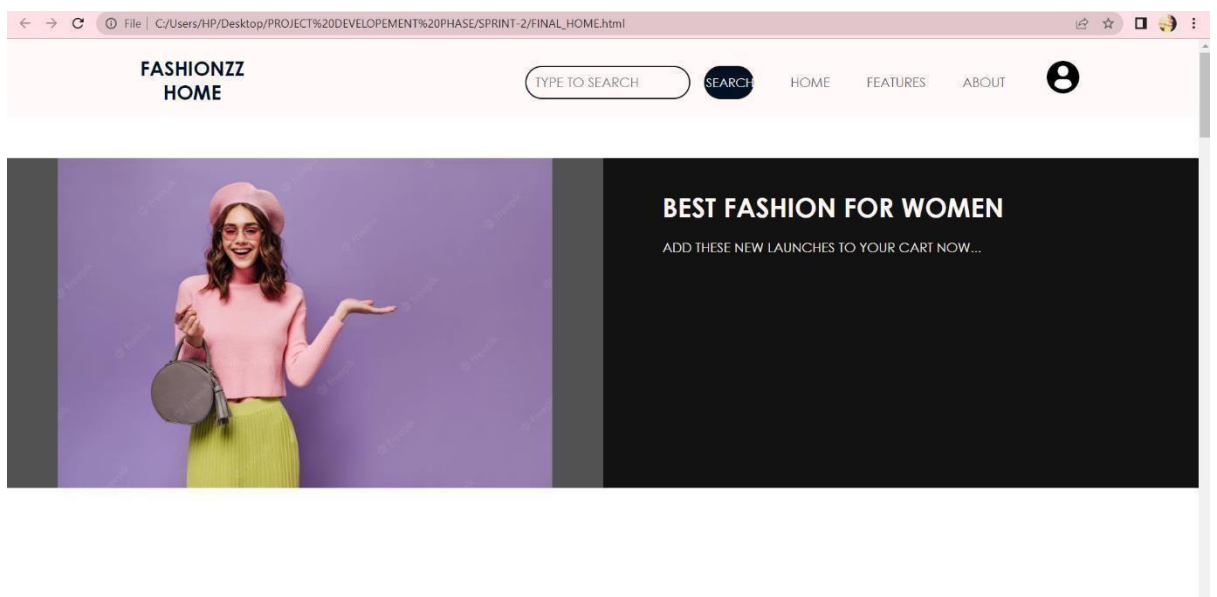 File | C:/Users/HP/Desktop/PROJECT%20DEVELOPEMENT%20PHASE/SPRINT-2/FINAL_HOME.html
FASHIONZZ
HOME
TYPE TO SEARCH
SEARCH
HOME
FEATURES
ABOUT
BEST FASHION FOR WOMEN
ADD THESE NEW LAUNCHES TO YOUR CART NOW...